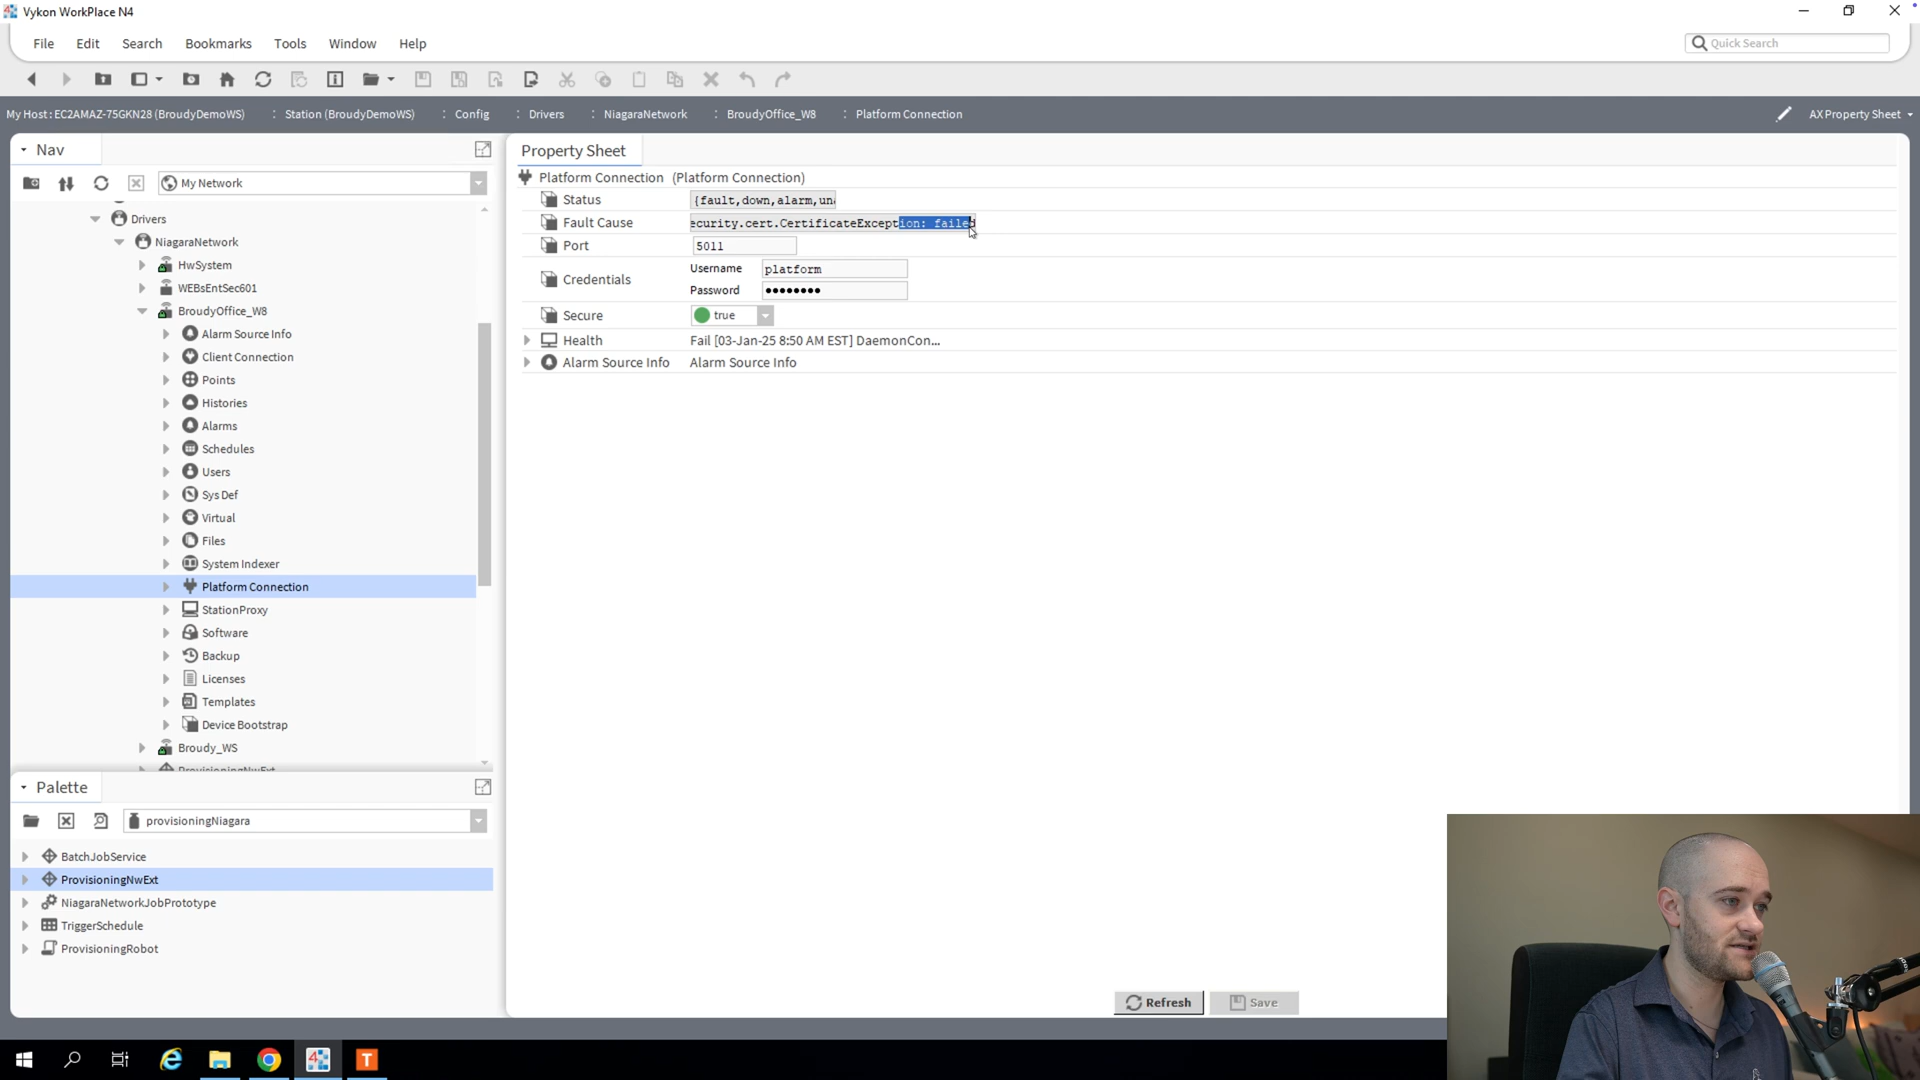 Vykon WorkPlace N4
File Edit Search Bookmarks Tools Window Help
Quick Search
My Host : EC2AMAZ-75GKN28 (BroudyDemoWS) : Station (BroudyDemoWS) : Config : Drivers : NiagaraNetwork : BroudyOffice_W8 : Platform Connection
AX Property Sheet
Nav
My Network
Drivers
NiagaraNetwork
HwSystem
WEBsEntSec601
BroudyOffice_W8
Alarm Source Info
Client Connection
Points
Histories
Alarms
Schedules
Users
Sys Def
Virtual
Files
System Indexer
Platform Connection
StationProxy
Software
Backup
Licenses
Templates
Device Bootstrap
Broudy_WS
ProvisioningNwExt
Palette
provisioningNiagara
BatchJobService
ProvisioningNwExt
NiagaraNetworkJobPrototype
TriggerSchedule
ProvisioningRobot
Property Sheet
Platform Connection (Platform Connection)
Status {fault,down,alarm,una
Fault Cause ecurity.cert.CertificateException: failed
Port 5011
Credentials
Username platform
Password ••••••••
Secure true
Health Fail [03-Jan-25 8:50 AM EST] DaemonCon...
Alarm Source Info Alarm Source Info
Refresh Save
T